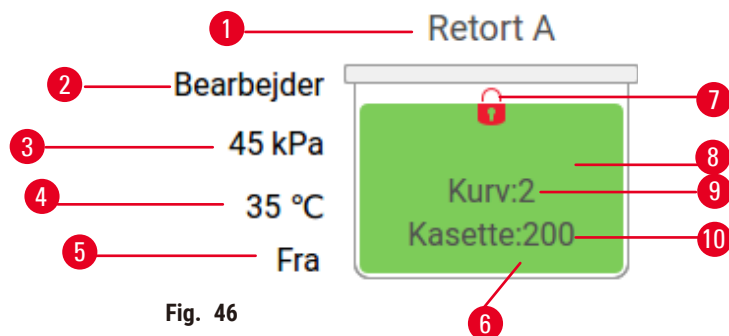 1 Retort A
2 Bearbejder
7
3 45 kPa
8
4 35 °C
Kurv:2 9
5 Fra
Kasette:200 10
6
Fig. 46